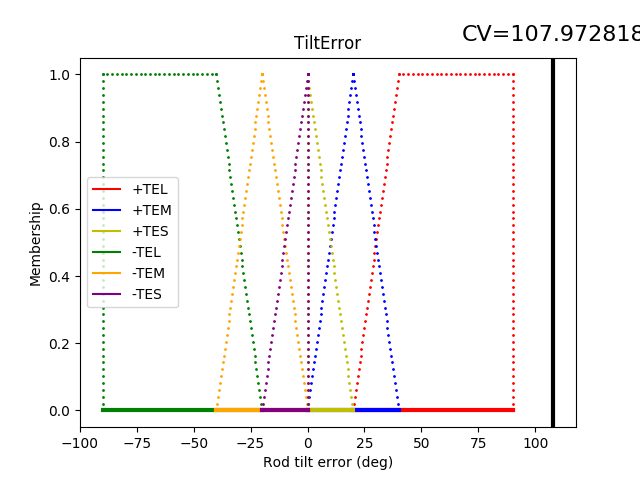 CV=107.972818
TiltError
1.0
0.8
0.6
0.4
0.2
0.0
Membership
+TEL
+TEM
+TES
-TEL
-TEM
-TES
−100 −75 −50 −25 0 25 50 75 100
Rod tilt error (deg)